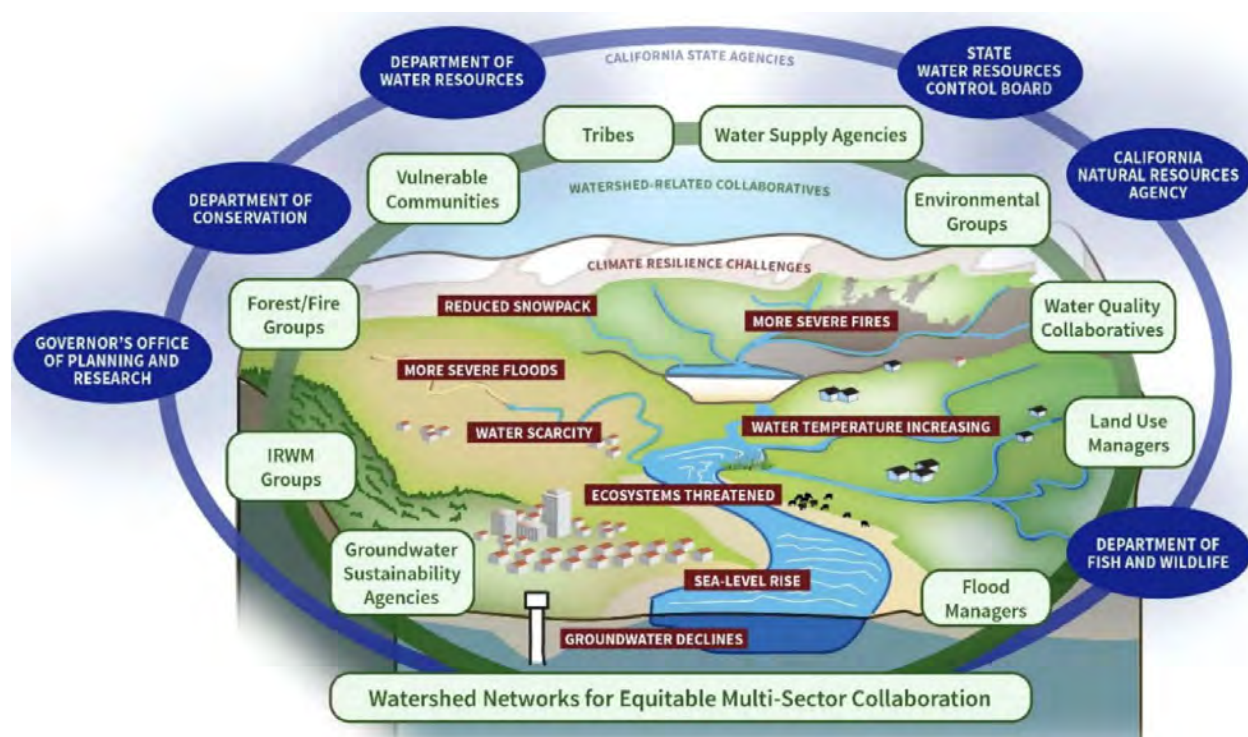 DEPARTMENT OF
WATER RESOURCES
CALIFORNIA STATE AGENCIES
STATE
WATER RESOURCES
CONTROL BOARD
Tribes
Water Supply Agencies
CALIFORNIA
NATURAL RESOURCES
AGENCY
Vulnerable
Communities
WATERSHED-RELATED COLLABORATIVES
Environmental
Groups
DEPARTMENT OF
CONSERVATION
CLIMATE RESILIENCE CHALLENGES
Forest/Fire
Groups
REDUCED SNOWPACK
MORE SEVERE FIRES
Water Quality
Collaboratives
GOVERNOR'S OFFICE
OF PLANNING AND
RESEARCH
MORE SEVERE FLOODS
WATER SCARCITY
WATER TEMPERATURE INCREASING
Land Use
Managers
IRWM
Groups
ECOSYSTEMS THREATENED
DEPARTMENT OF
FISH AND WILDLIFE
Groundwater
Sustainability
Agencies
SEA-LEVEL RISE
Flood
Managers
GROUNDWATER DECLINES
Watershed Networks for Equitable Multi-Sector Collaboration